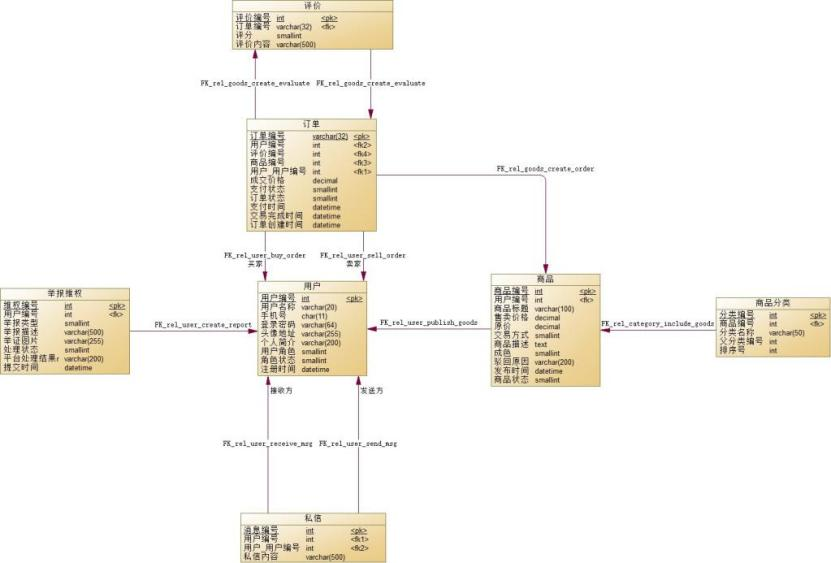 评价
评价编号 int <pk>
订单编号 varchar(32) <fk>
评分 smallint
评价内容 varchar(500)
FK_rel_goods_create_evaluate FK_rel_goods_create_evaluate
订单
订单编号 varchar(32) <pk>
用户编号 int <fk2>
评价编号 int <fk4>
商品编号 int <fk3>
用户_用户编号 int <fk1>
成交价格 decimal
支付状态 smallint
订单状态 smallint
支付时间 datetime
交易完成时间 datetime
订单创建时间 datetime
FK_rel_goods_create_order
FK_rel_user_buy_order FK_rel_user_sell_order
买家 卖家
用户
用户编号 int <pk>
用户名称 varchar(20)
手机号 char(11)
登录密码 varchar(64)
头像地址 varchar(255)
个人简介 varchar(200)
用户角色 smallint
角色状态 smallint
注册时间 datetime
举报维权
维权编号 int <pk>
用户编号 int <fk>
举报类型 smallint
举报描述 varchar(500)
举证图片 varchar(255)
处理状态 smallint
平台处理结果r varchar(200)
提交时间 datetime
FK_rel_user_create_report
FK_rel_user_publish_goods
商品
商品编号 int <pk>
用户编号 int <fk>
商品标题 varchar(100)
售卖价格 decimal
原价 decimal
交易方式 smallint
商品描述 text
成色 smallint
驳回原因 varchar(200)
发布时间 datetime
商品状态 smallint
FK_rel_category_include_goods
商品分类
分类编号 int <pk>
商品编号 int <fk>
分类名称 varchar(50)
父分类编号 int
排序号 int
接收方 发送方
FK_rel_user_receive_msg FK_rel_user_send_msg
私信
消息编号 int <pk>
用户编号 int <fk1>
用户_用户编号 int <fk2>
私信内容 varchar(500)